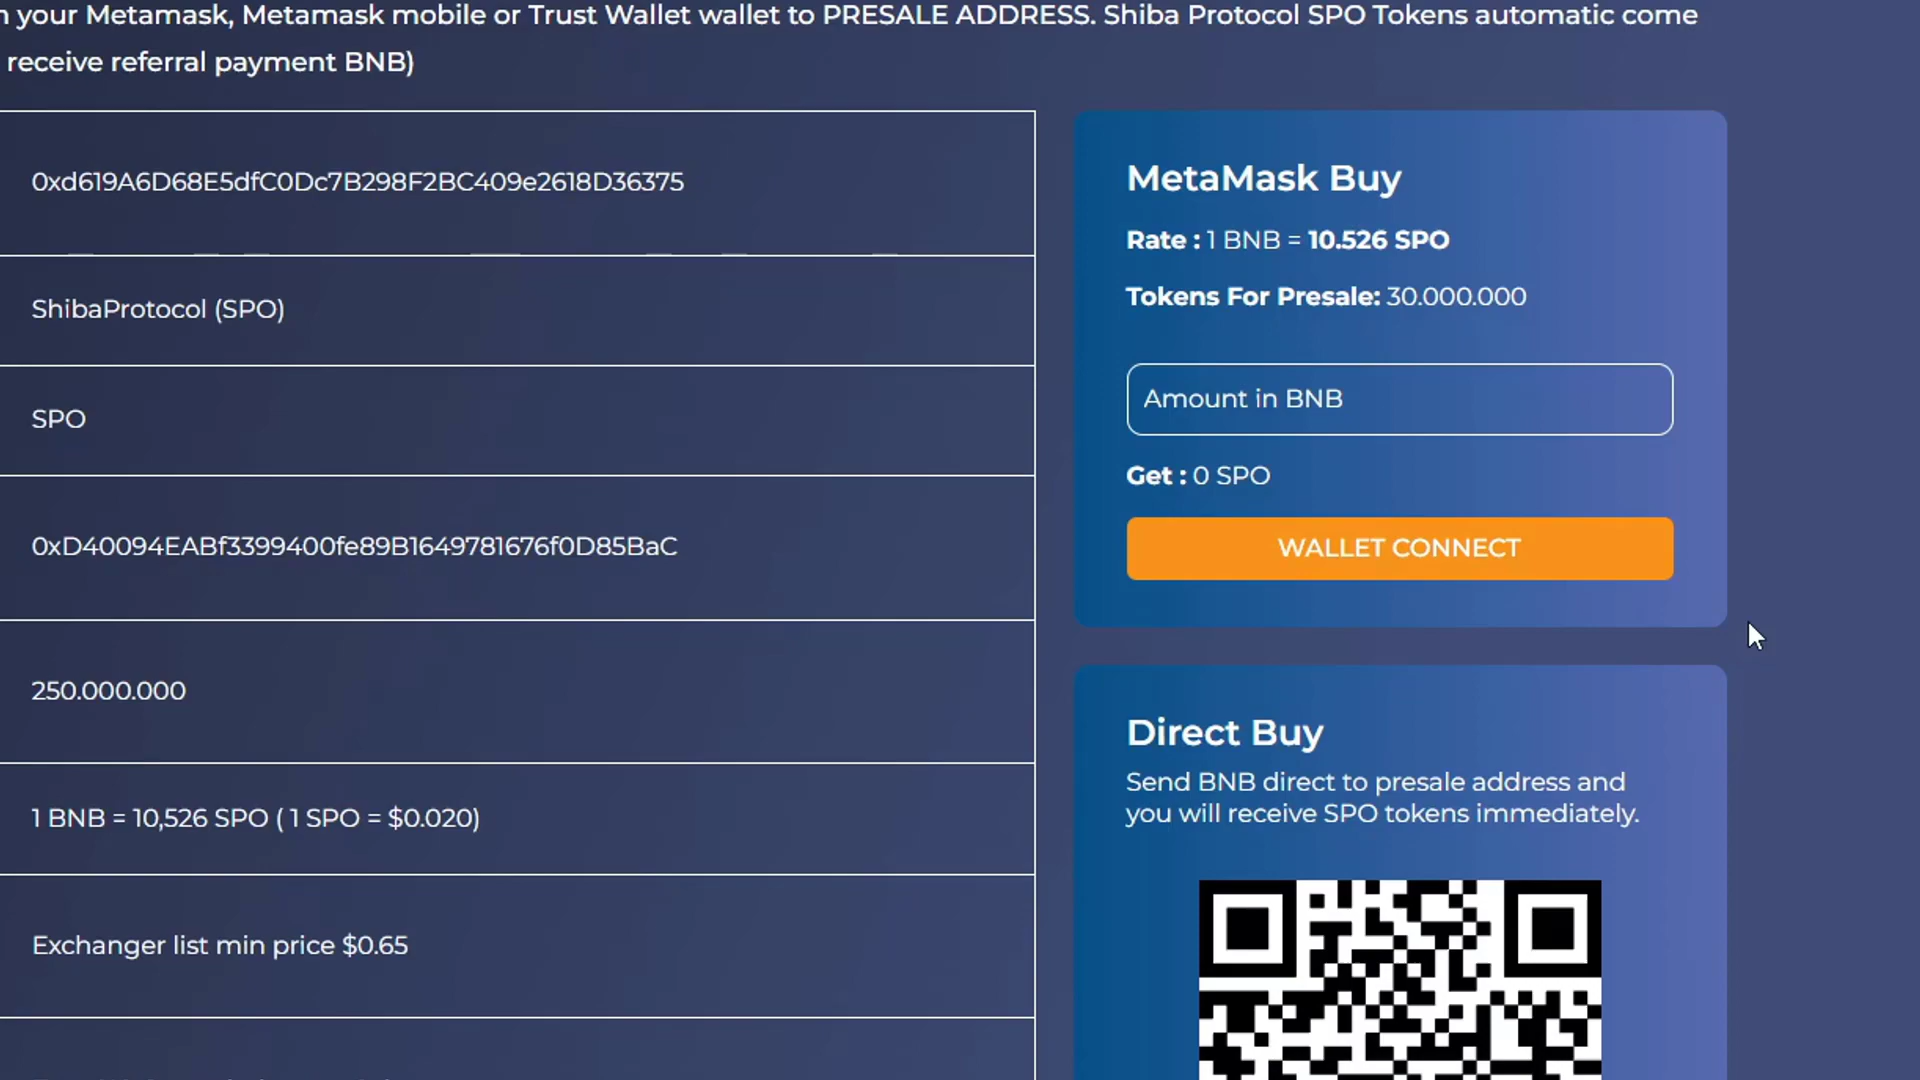 n your Metamask, Metamask mobile or Trust Wallet wallet to PRESALE ADDRESS. Shiba Protocol SPO Tokens automatic come
receive referral payment BNB)
0xd619A6D68E5dfC0Dc7B298F2BC409e2618D36375
ShibaProtocol (SPO)
SPO
0xD40094EABf3399400fe89B1649781676f0D85BaC
250.000.000
1 BNB = 10,526 SPO ( 1 SPO = $0.020)
Exchanger list min price $0.65
MetaMask Buy
Rate : 1 BNB = 10.526 SPO
Tokens For Presale: 30.000.000
Amount in BNB
Get : 0 SPO
WALLET CONNECT
Direct Buy
Send BNB direct to presale address and
you will receive SPO tokens immediately.